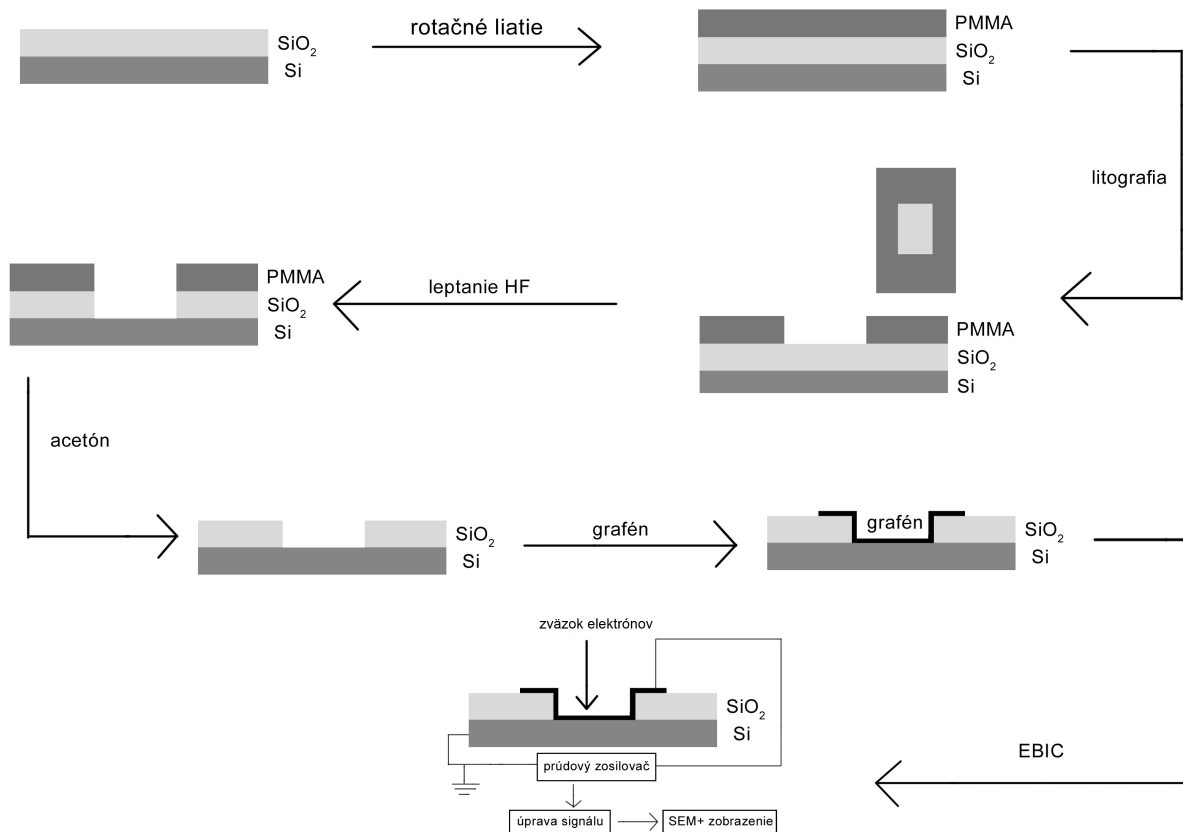 SiO₂
Si
rotačné liatie
PMMA
SiO₂
Si
litografia
PMMA
SiO₂
Si
leptanie HF
PMMA
SiO₂
Si
acetón
SiO₂
Si
grafén
grafén
SiO₂
Si
EBIC
zväzok elektrónov
SiO₂
Si
prúdový zosilovač
úprava signálu
SEM+ zobrazenie